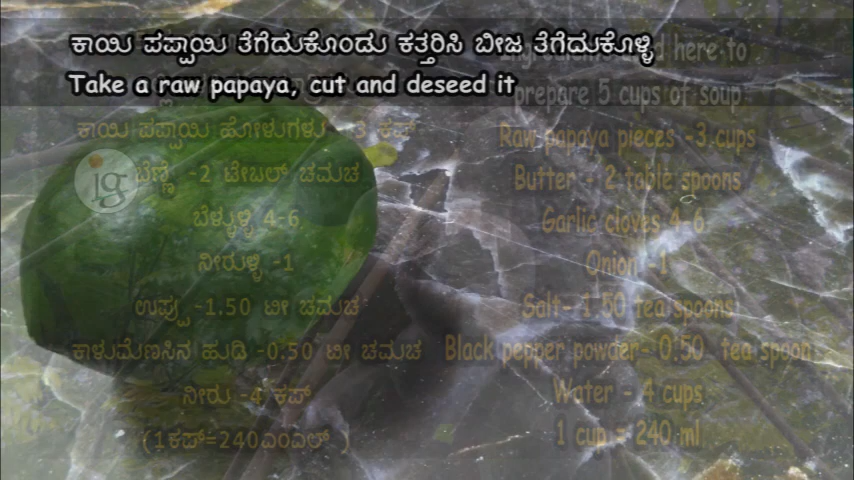 ಕಾಯಿ ಪಪ್ಪಾಯಿ ತೆಗೆದುಕೊಂಡು ಕತ್ತರಿಸಿ ಬೀಜ ತೆಗೆದುಕೊಳ್ಳಿ
Take a raw papaya, cut and deseed it
here to
prepare 5 cups of soup
ಕಾಯಿ ಪಪ್ಪಾಯಿ ಹೋಳುಗಳು - 3 ಕಪ್
Raw papaya pieces -3 cups
ig
ಬೆಣ್ಣೆ -2 ಟೇಬಲ್ ಚಮಚ
Butter - 2 table spoons
ಬೆಳ್ಳುಳ್ಳಿ 4-6
Garlic cloves 4-6
ನೀರುಳ್ಳಿ -1
Onion -1
ಉಪ್ಪು -1.50 ಟೀ ಚಮಚ
Salt- 1.50 tea spoons
ಕಾಳುಮೆಣಸಿನ ಹುಡಿ -0.50 ಟೀ ಚಮಚ
Black pepper powder- 0.50 tea spoon
ನೀರು -4 ಕಪ್
Water - 4 cups
(1ಕಪ್=240ಎಂಎಲ್ )
1 cup = 240 ml